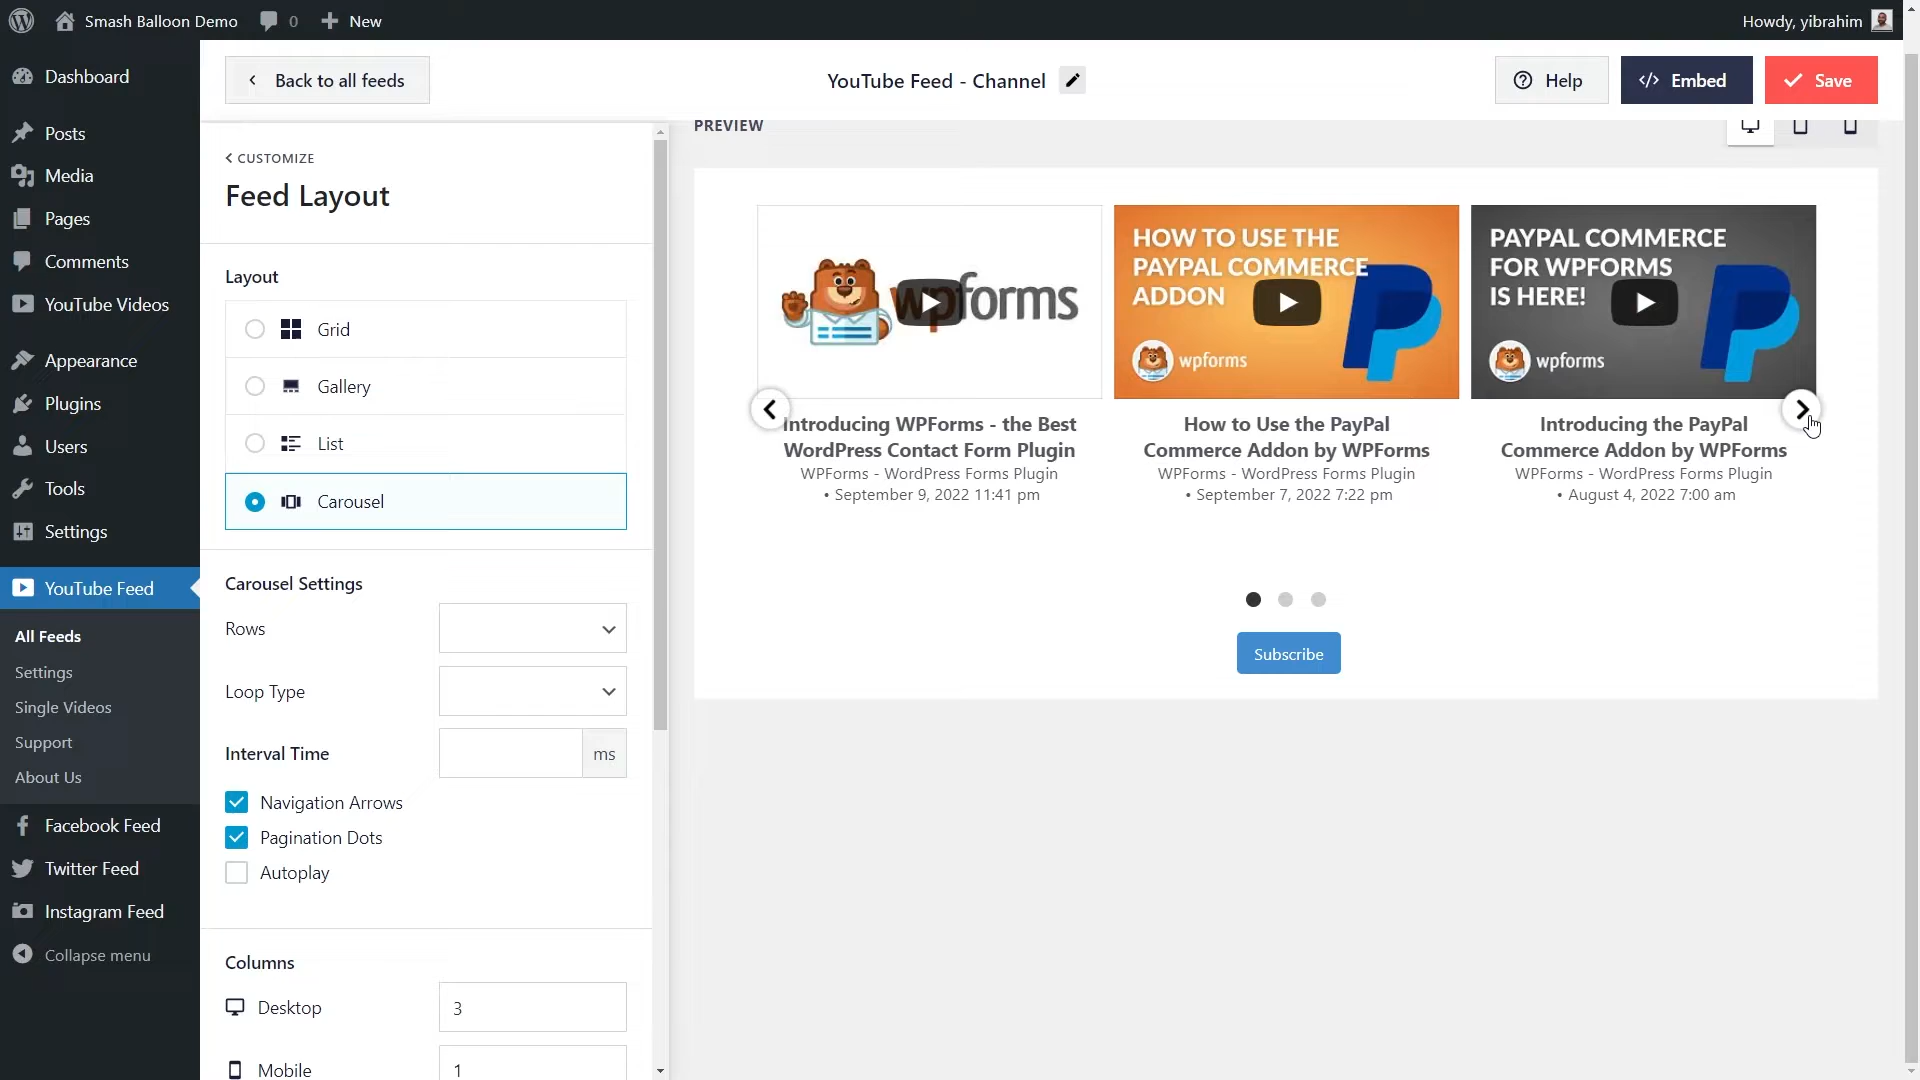 Smash Balloon Demo
0
New
Howdy, yibrahim
Dashboard
Posts
Media
Pages
Comments
YouTube Videos
Appearance
Plugins
Users
Tools
Settings
YouTube Feed
All Feeds
Settings
Single Videos
Support
About Us
Facebook Feed
Twitter Feed
Instagram Feed
Collapse menu
Back to all feeds
YouTube Feed - Channel
Help
Embed
Save
CUSTOMIZE
Feed Layout
Layout
Grid
Gallery
List
Carousel
Carousel Settings
Rows
Loop Type
Interval Time
ms
Navigation Arrows
Pagination Dots
Autoplay
Columns
Desktop
3
Mobile
1
PREVIEW
wpforms
Introducing WPForms - the Best
WordPress Contact Form Plugin
WPForms - WordPress Forms Plugin
• September 9, 2022 11:41 pm
HOW TO USE THE
PAYPAL COMMERCE
ADDON
wpforms
How to Use the PayPal
Commerce Addon by WPForms
WPForms - WordPress Forms Plugin
• September 7, 2022 7:22 pm
PAYPAL COMMERCE
FOR WPFORMS
IS HERE!
wpforms
Introducing the PayPal
Commerce Addon by WPForms
WPForms - WordPress Forms Plugin
• August 4, 2022 7:00 am
Subscribe